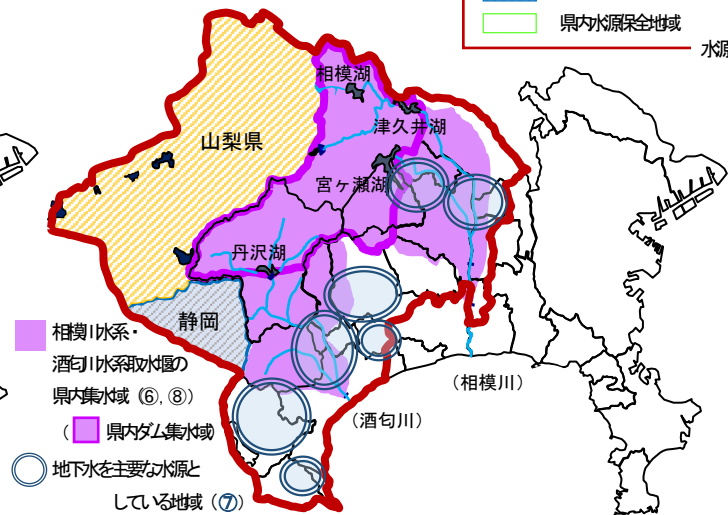 県内水源保全地域
水源
相模湖
津久井湖
山梨県
宮ヶ瀬湖
丹沢湖
静岡
相模川水系・
酒匂川水系取水堰の
県内集水域（⑥，⑧）
（ 県内ダム集水域）
地下水を主要な水源と
している地域（⑦）
（酒匂川）
（相模川）